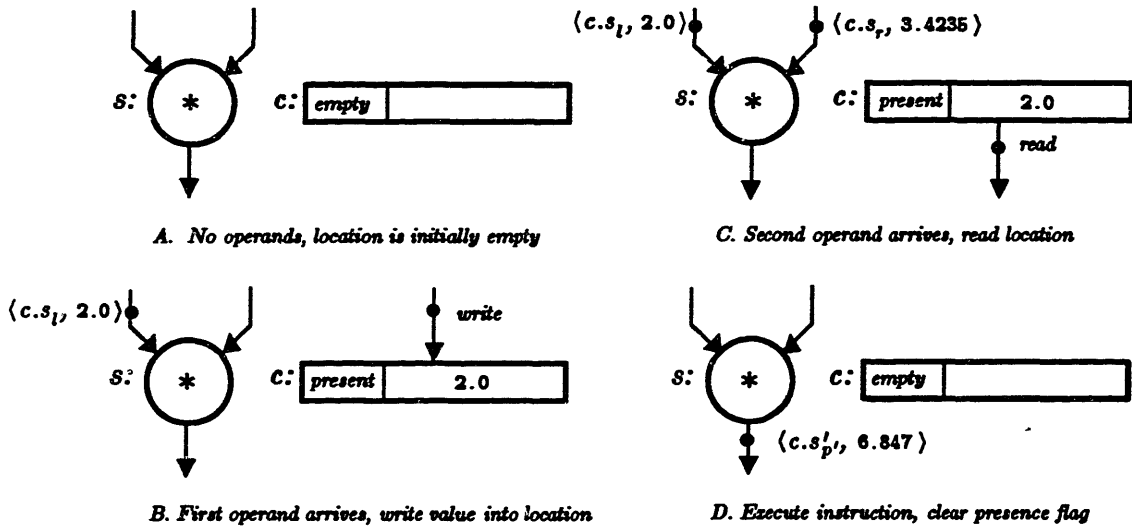 s: * c: empty
A. No operands, location is initially empty
⟨c.s_l, 2.0⟩
write
s: * c: present 2.0
B. First operand arrives, write value into location
⟨c.s_l, 2.0⟩ ⟨c.s_r, 3.4235⟩
s: * c: present 2.0
read
C. Second operand arrives, read location
s: * c: empty
⟨c.s'_p', 6.847⟩
D. Execute instruction, clear presence flag